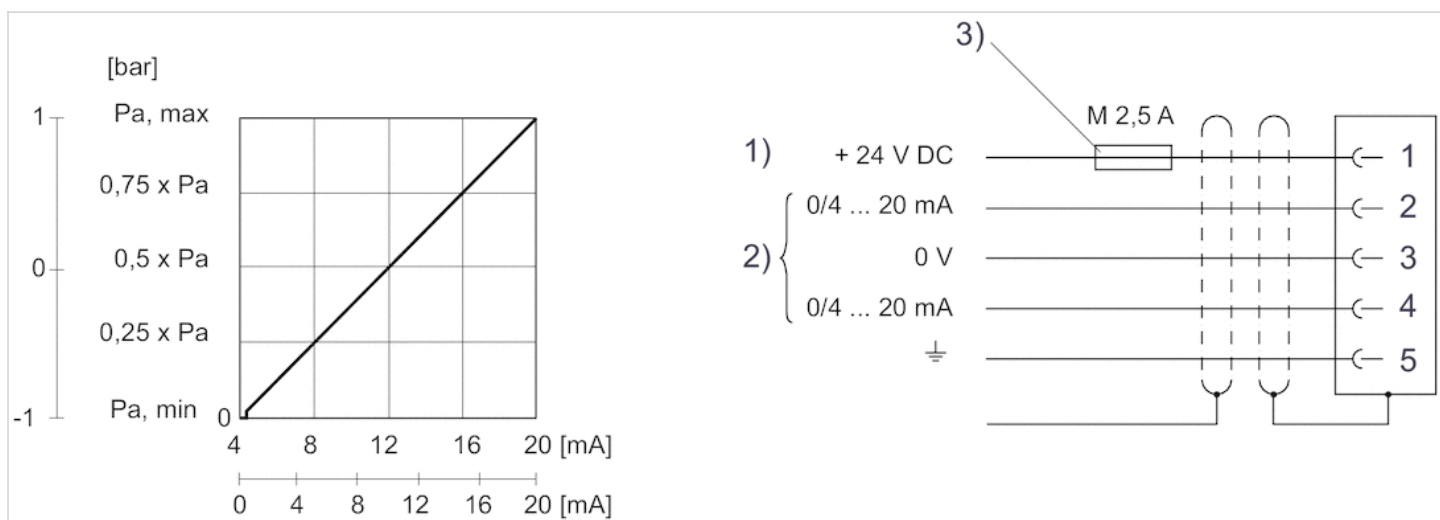 [bar]
1
Pa, max
0,75 x Pa
0
0,5 x Pa
0,25 x Pa
-1
Pa, min
0
4 8 12 16 20 [mA]
0 4 8 12 16 20 [mA]
3)
M 2,5 A
1) + 24 V DC 1
0/4 ... 20 mA 2
2) 0 V 3
0/4 ... 20 mA 4
5